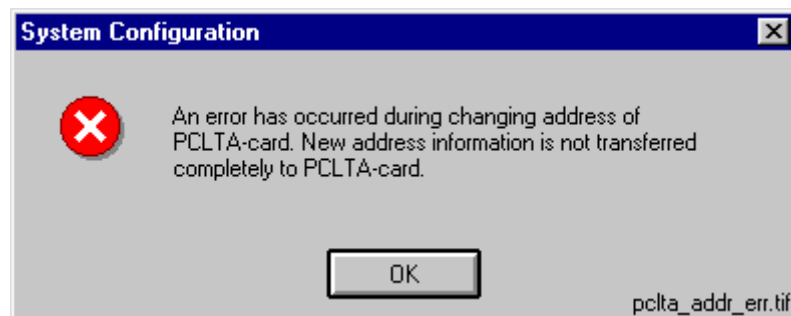 System Configuration
An error has occurred during changing address of
PCLTA-card. New address information is not transferred
completely to PCLTA-card.
OK
pclta_addr_err.tif